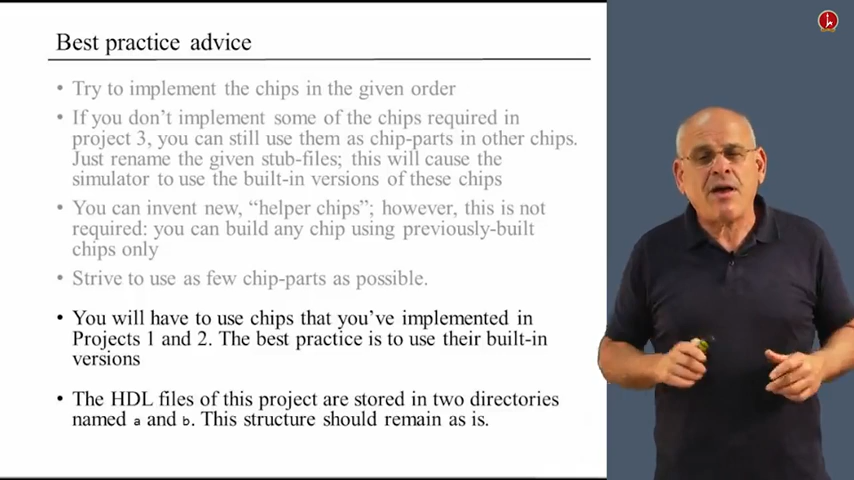 Best practice advice
• Try to implement the chips in the given order
• If you don't implement some of the chips required in
project 3, you can still use them as chip-parts in other chips.
Just rename the given stub-files; this will cause the
simulator to use the built-in versions of these chips
• You can invent new, “helper chips”; however, this is not
required: you can build any chip using previously-built
chips only
• Strive to use as few chip-parts as possible.
• You will have to use chips that you've implemented in
Projects 1 and 2. The best practice is to use their built-in
versions
• The HDL files of this project are stored in two directories
named a and b. This structure should remain as is.